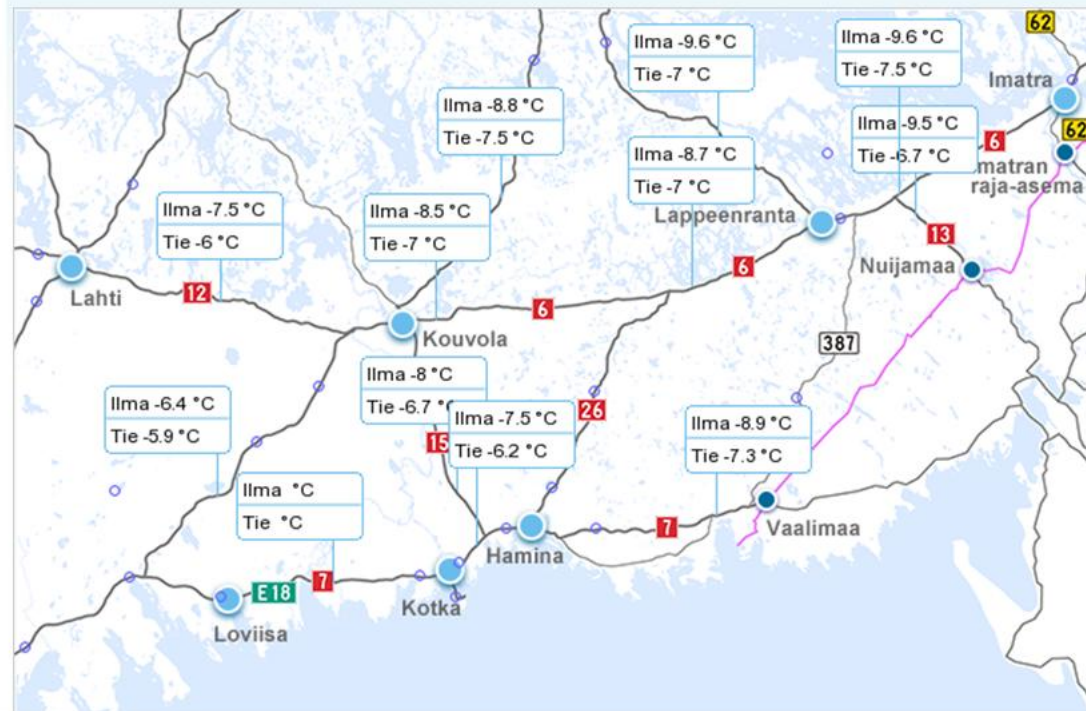 62
Ilma -9.6 °C
Tie -7 °C
Ilma -9.6 °C
Tie -7.5 °C
Imatra
Ilma -8.8 °C
Tie -7.5 °C
Ilma -9.5 °C
Tie -6.7 °C
6
62
Ilma -8.7 °C
Tie -7 °C
matran
raja-asema
Ilma -7.5 °C
Tie -6 °C
Ilma -8.5 °C
Tie -7 °C
Lappeenranta
13
Nuijamaa
6
Lahti
12
6
Kouvola
387
Ilma -8 °C
Tie -6.7 °C
Ilma -6.4 °C
Tie -5.9 °C
Ilma -7.5 °C
Tie -6.2 °C
26
15
Ilma -8.9 °C
Tie -7.3 °C
Ilma °C
Tie °C
7
Vaalimaa
Hamina
7
E18
Kotka
Loviisa